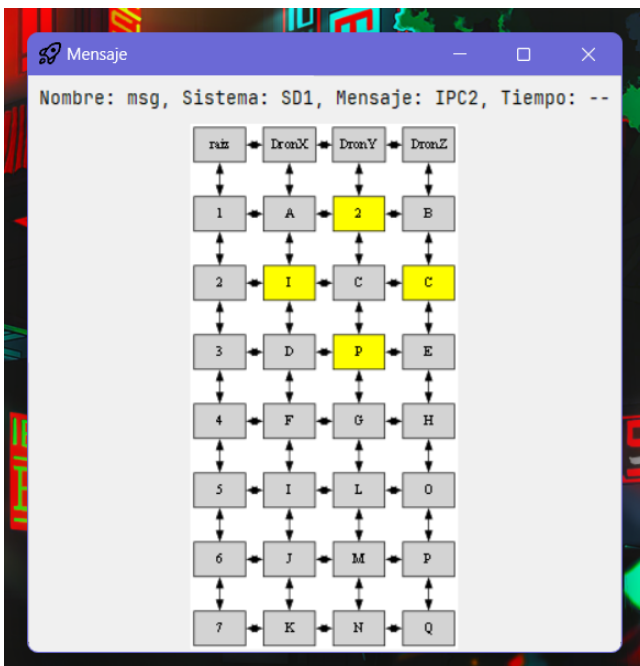 Mensaje
Nombre: msg, Sistema: SD1, Mensaje: IPC2, Tiempo: --
raiz DronX DronY DronZ
1 A 2 B
2 I C C
3 D P E
4 F G H
5 I L O
6 J M P
7 K N Q